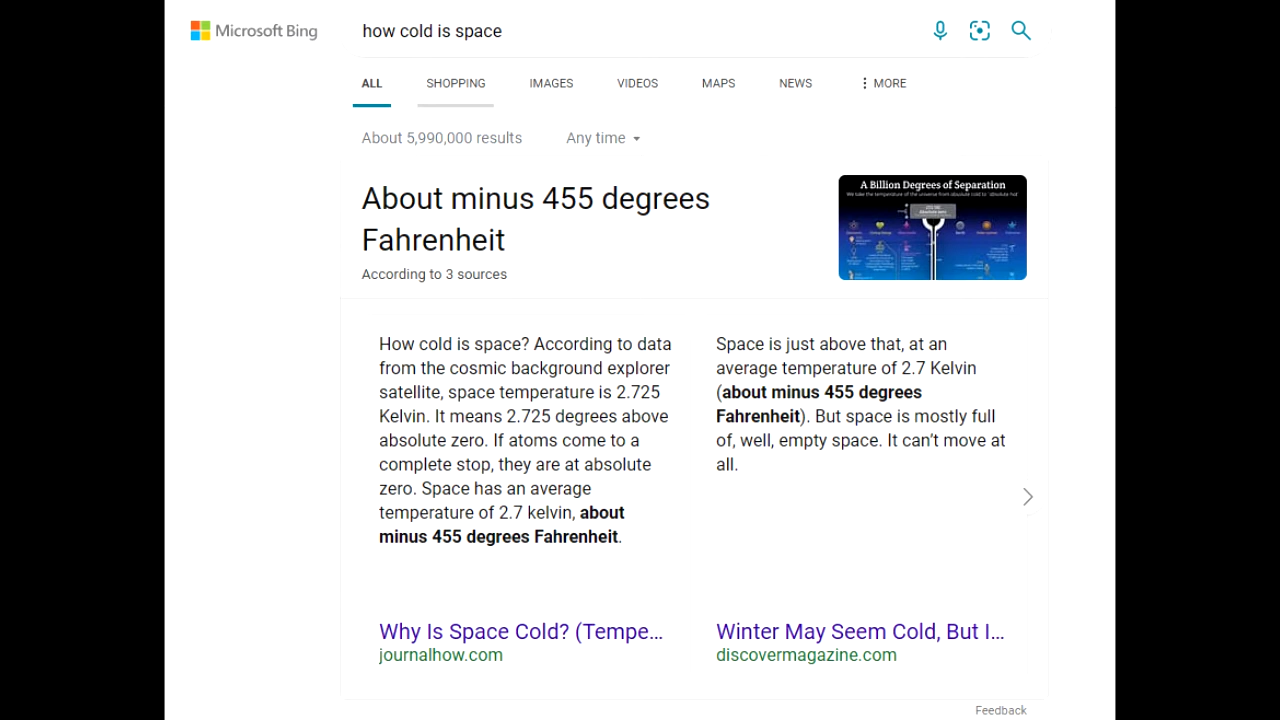 Microsoft Bing
how cold is space
ALL SHOPPING IMAGES VIDEOS MAPS NEWS MORE
About 5,990,000 results Any time
About minus 455 degrees
Fahrenheit
According to 3 sources
A Billion Degrees of Separation
How cold is space? According to data
from the cosmic background explorer
satellite, space temperature is 2.725
Kelvin. It means 2.725 degrees above
absolute zero. If atoms come to a
complete stop, they are at absolute
zero. Space has an average
temperature of 2.7 kelvin, about
minus 455 degrees Fahrenheit.
Why Is Space Cold? (Tempe...
journalhow.com
Space is just above that, at an
average temperature of 2.7 Kelvin
(about minus 455 degrees
Fahrenheit). But space is mostly full
of, well, empty space. It can’t move at
all.
Winter May Seem Cold, But I...
discovermagazine.com
Feedback